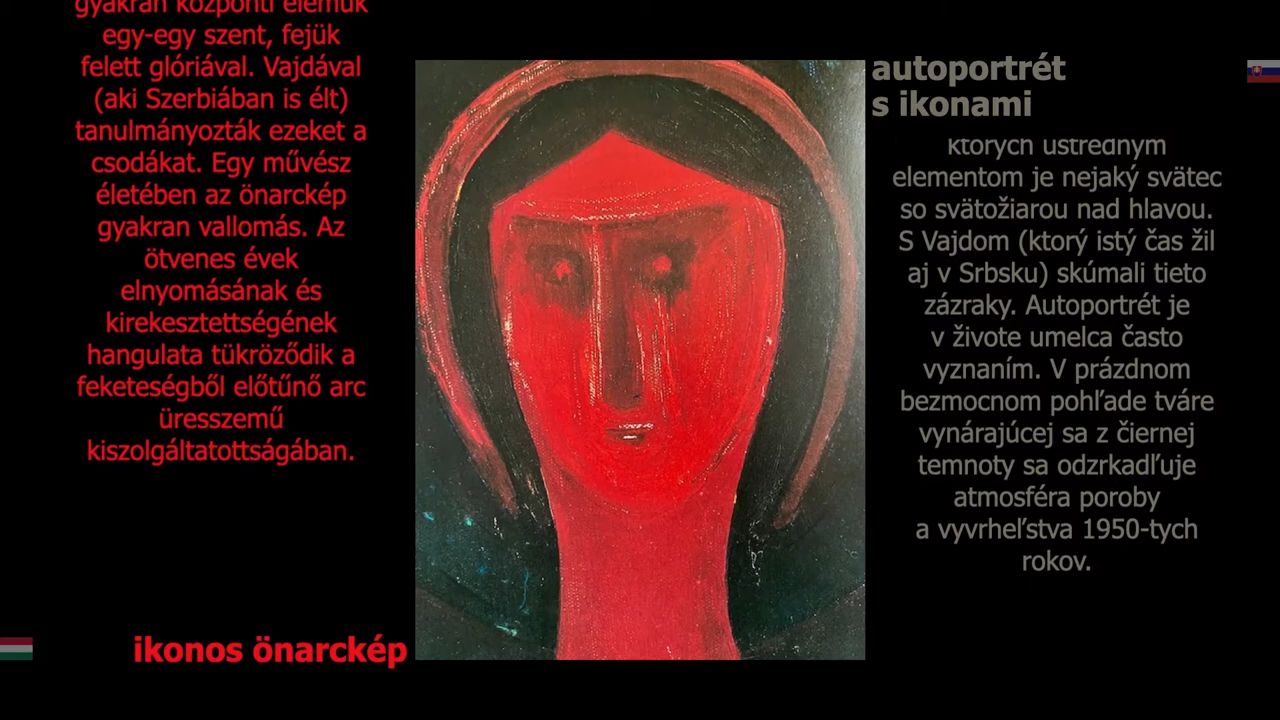 gyakran központi elemük
egy-egy szent, fejük
felett glóriával. Vajdával
(aki Szerbiában is élt)
tanulmányozták ezeket a
csodákat. Egy művész
életében az önarckép
gyakran vallomás. Az
ötvenes évek
elnyomásának és
kirekesztettségének
hangulata tükröződik a
feketeségből előtűnő arc
üresszemű
kiszolgáltatottságában.
ikonos önarckép
autoportrét
s ikonami
ktorých ústredným
elementom je nejaký svätec
so svätožiarou nad hlavou.
S Vajdom (ktorý istý čas žil
aj v Srbsku) skúmali tieto
zázraky. Autoportrét je
v živote umelca často
vyznaním. V prázdnom
bezmocnom pohľade tváre
vynárajúcej sa z čiernej
temnoty sa odzrkadľuje
atmosféra poroby
a vyvrheľstva 1950-tych
rokov.